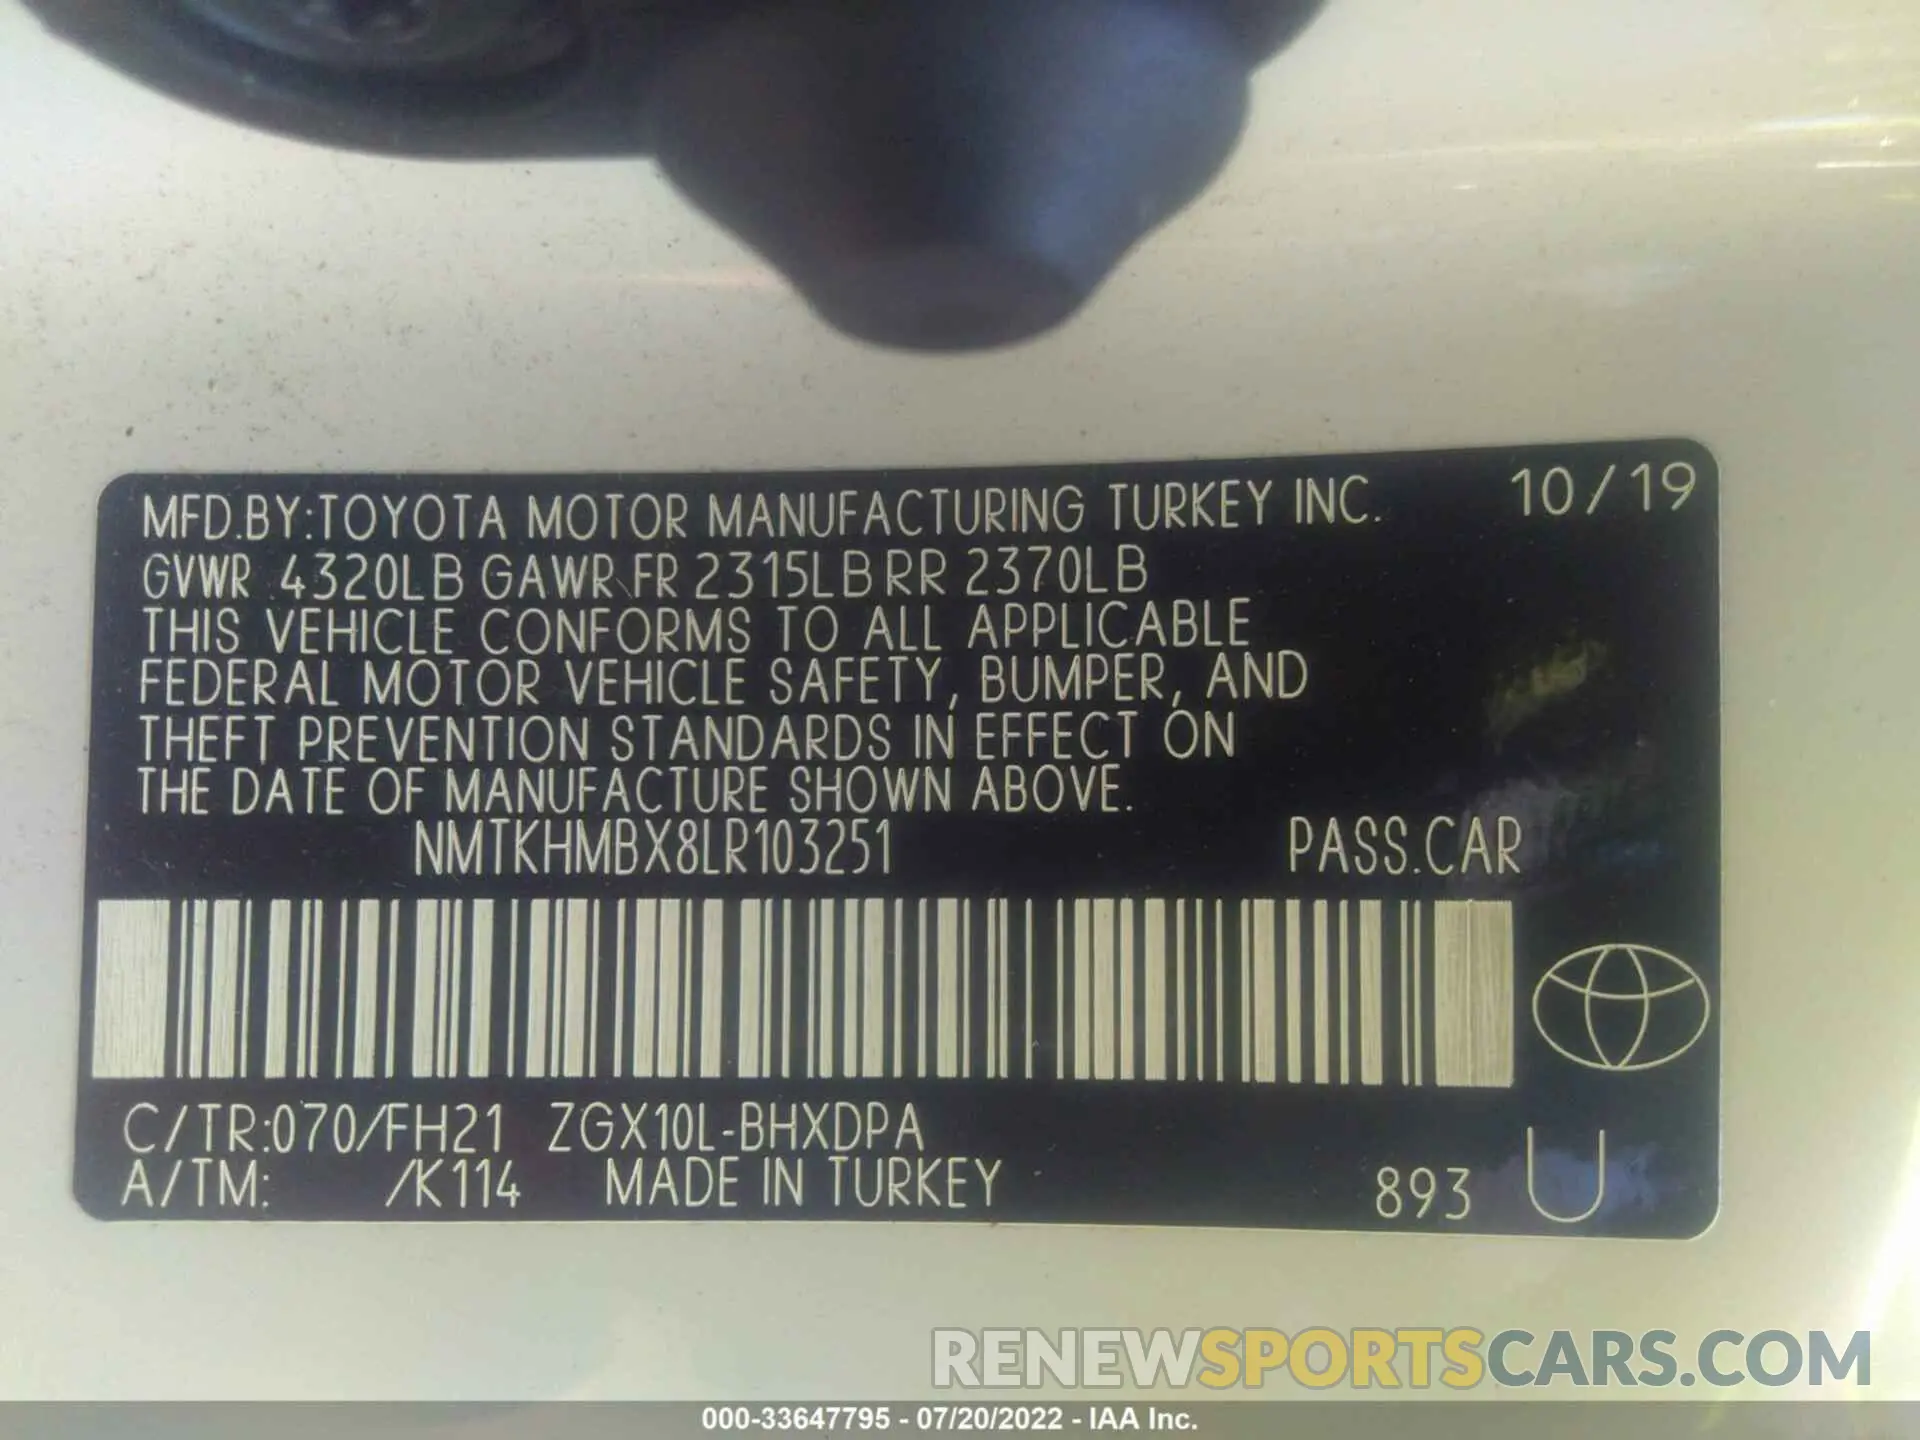 MFD.BY:TOYOTA MOTOR MANUFACTURING TURKEY INC. 10/19
GVWR 4320LB GAWR FR 2315LB RR 2370LB
THIS VEHICLE CONFORMS TO ALL APPLICABLE
FEDERAL MOTOR VEHICLE SAFETY, BUMPER, AND
THEFT PREVENTION STANDARDS IN EFFECT ON
THE DATE OF MANUFACTURE SHOWN ABOVE.
NMTKHMBX8LR103251 PASS.CAR
C/TR:070/FH21 ZGX10L-BHXDPA
A/TM: /K114 MADE IN TURKEY 893 U
RENEWSPORTSCARS.COM
000-33647795 - 07/20/2022 - IAA Inc.